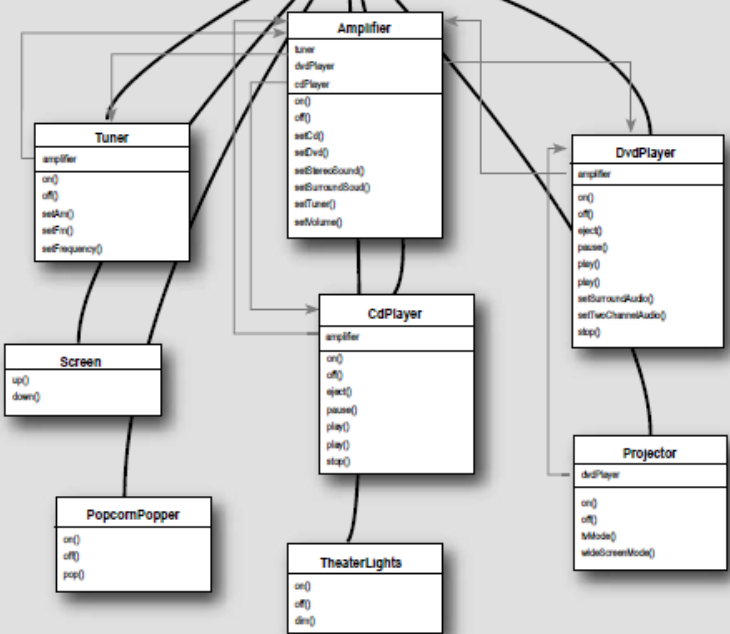 Amplifier
tuner
dvdPlayer
cdPlayer
on()
off()
setCd()
setDvd()
setStereoSound()
setSurroundSoud()
setTuner()
setVolume()
Tuner
amplifier
on()
off()
setAm()
setFm()
setFrequency()
DvdPlayer
amplifier
on()
off()
eject()
pause()
play()
play()
setSurroundAudio()
setTwoChannelAudio()
stop()
CdPlayer
amplifier
on()
off()
eject()
pause()
play()
play()
stop()
Screen
up()
down()
Projector
dvdPlayer
on()
off()
tvMode()
wideScreenMode()
PopcornPopper
on()
off()
pop()
TheaterLights
on()
off()
dim()